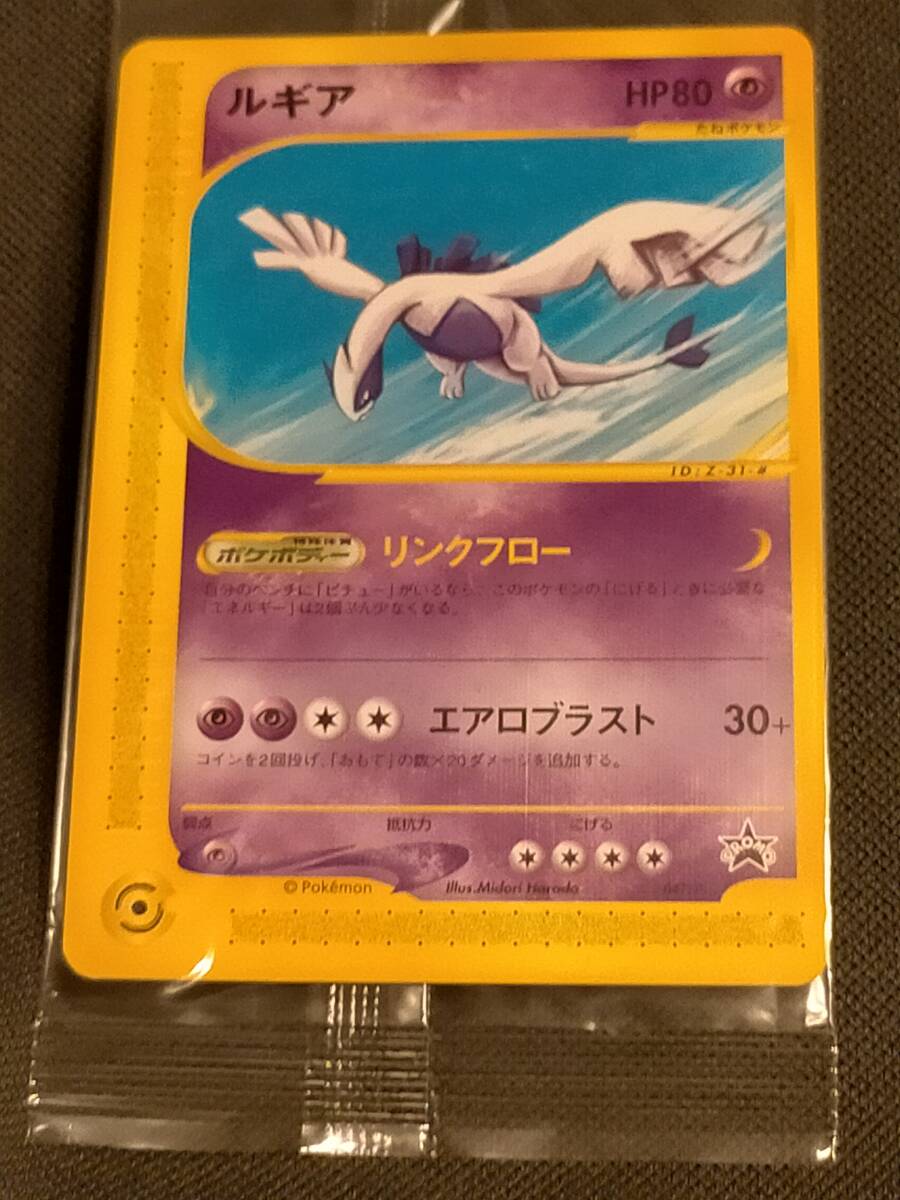 ルギア
HP80
たねポケモン
ID:Z-31-#
特殊体質
ポケボディー
リンクフロー
自分のベンチに「ピチュー」がいるなら、このポケモンの「にげる」ときに必要な
「エネルギー」は2個ぶん少なくなる。
エアロブラスト 30+
コインを2回投げ、「おもて」の数×20ダメージを追加する。
弱点 抵抗力 にげる
PROMO
© Pokémon Illus.Midori Harada